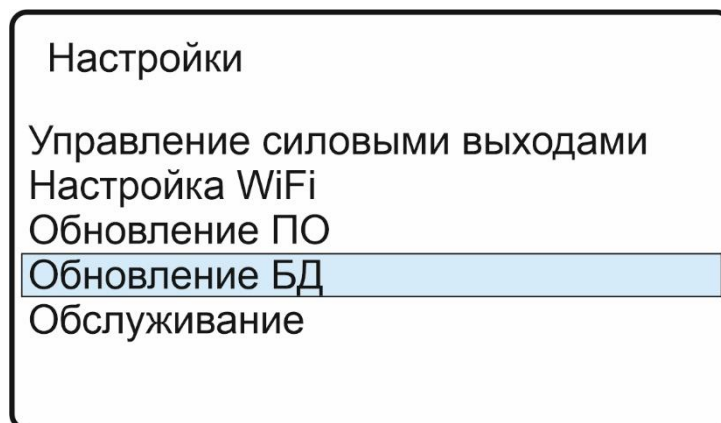 Настройки
Управление силовыми выходами
Настройка WiFi
Обновление ПО
Обновление БД
Обслуживание